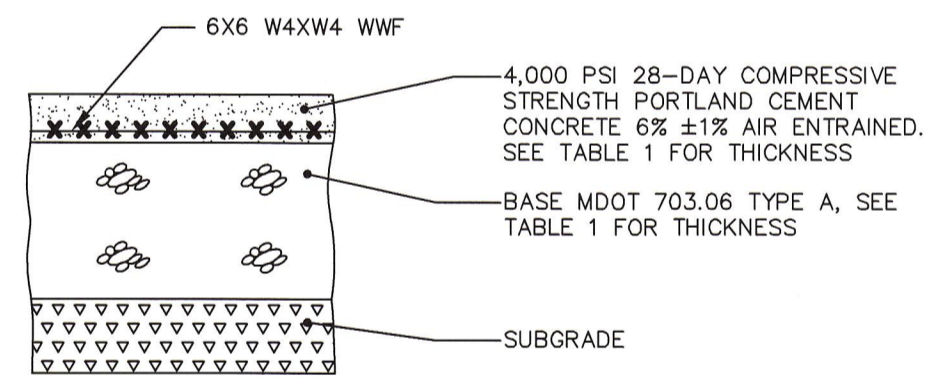 6X6 W4XW4 WWF
4,000 PSI 28-DAY COMPRESSIVE
STRENGTH PORTLAND CEMENT
CONCRETE 6% ±1% AIR ENTRAINED.
SEE TABLE 1 FOR THICKNESS
BASE MDOT 703.06 TYPE A, SEE
TABLE 1 FOR THICKNESS
SUBGRADE